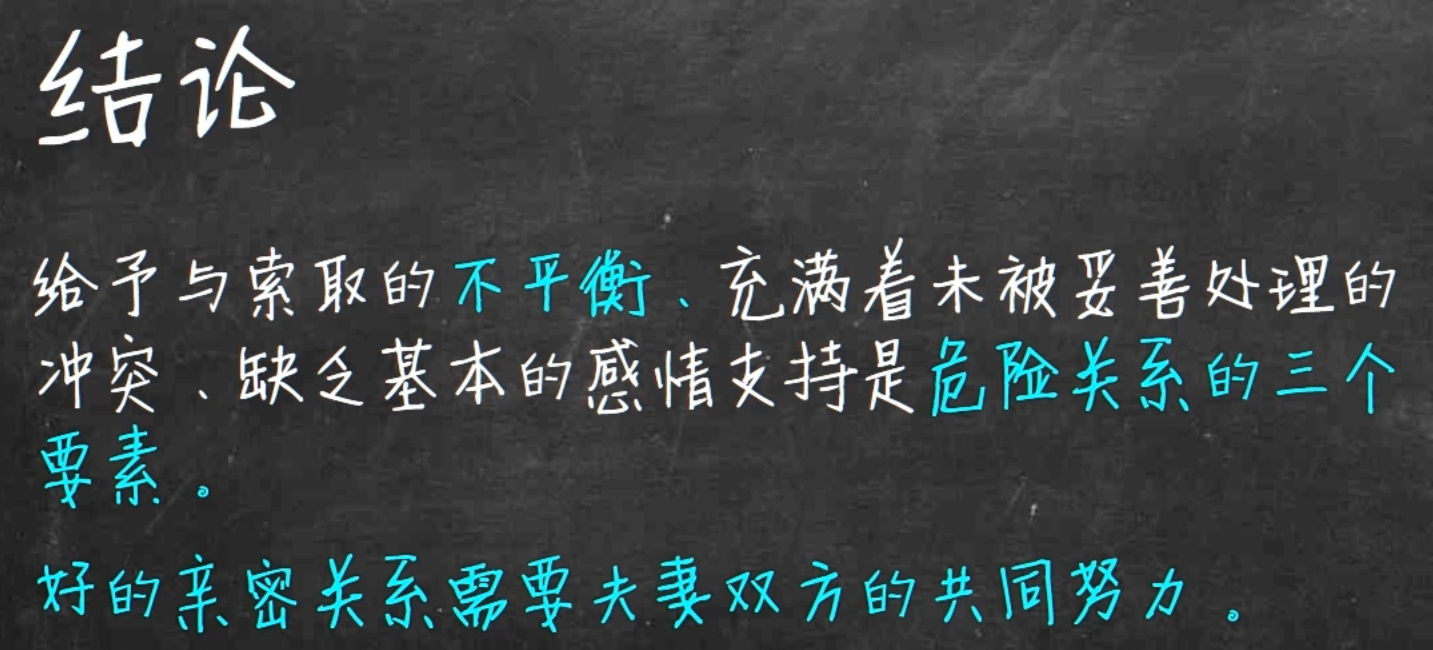 结论
给予与索取的不平衡、充满着未被妥善处理的
冲突、缺乏基本的感情支持是危险关系的三个
要素。
好的亲密关系需要夫妻双方的共同努力。